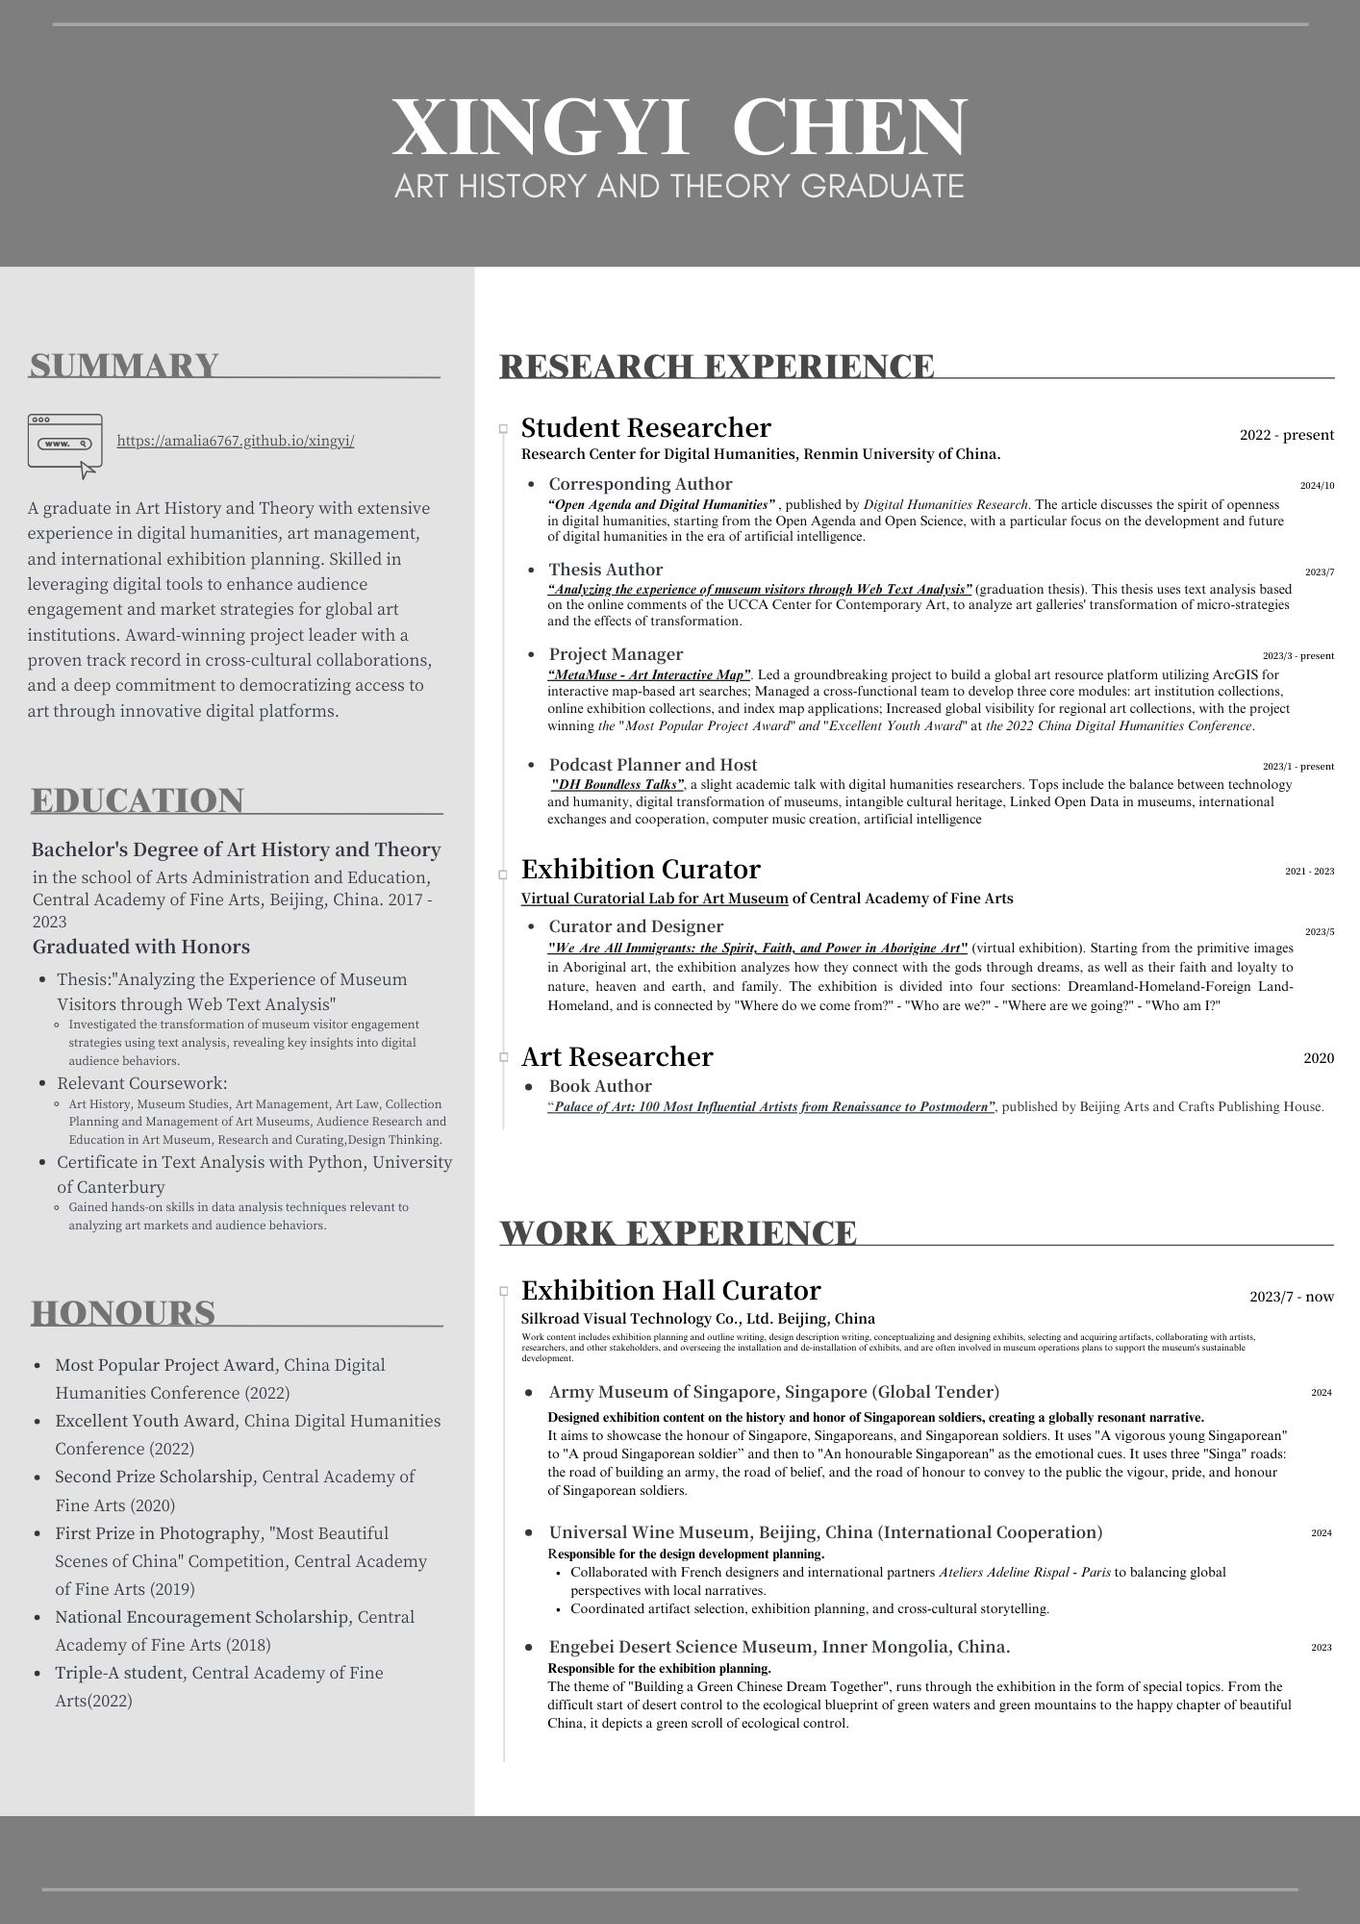 XINGYI CHEN
ART HISTORY AND THEORY GRADUATE
SUMMARY
www.
https://amalia6767.github.io/xingyi/
A graduate in Art History and Theory with extensive
experience in digital humanities, art management,
and international exhibition planning. Skilled in
leveraging digital tools to enhance audience
engagement and market strategies for global art
institutions. Award-winning project leader with a
proven track record in cross-cultural collaborations,
and a deep commitment to democratizing access to
art through innovative digital platforms.
EDUCATION
Bachelor's Degree of Art History and Theory
in the school of Arts Administration and Education,
Central Academy of Fine Arts, Beijing, China. 2017 -
2023
Graduated with Honors
• Thesis:"Analyzing the Experience of Museum
Visitors through Web Text Analysis"
◦ Investigated the transformation of museum visitor engagement
strategies using text analysis, revealing key insights into digital
audience behaviors.
• Relevant Coursework:
◦ Art History, Museum Studies, Art Management, Art Law, Collection
Planning and Management of Art Museums, Audience Research and
Education in Art Museum, Research and Curating,Design Thinking.
• Certificate in Text Analysis with Python, University
of Canterbury
◦ Gained hands-on skills in data analysis techniques relevant to
analyzing art markets and audience behaviors.
HONOURS
• Most Popular Project Award, China Digital
Humanities Conference (2022)
• Excellent Youth Award, China Digital Humanities
Conference (2022)
• Second Prize Scholarship, Central Academy of
Fine Arts (2020)
• First Prize in Photography, "Most Beautiful
Scenes of China" Competition, Central Academy
of Fine Arts (2019)
• National Encouragement Scholarship, Central
Academy of Fine Arts (2018)
• Triple-A student, Central Academy of Fine
Arts(2022)
RESEARCH EXPERIENCE
Student Researcher 2022 - present
Research Center for Digital Humanities, Renmin University of China.
• Corresponding Author 2024/10
“Open Agenda and Digital Humanities” , published by Digital Humanities Research. The article discusses the spirit of openness
in digital humanities, starting from the Open Agenda and Open Science, with a particular focus on the development and future
of digital humanities in the era of artificial intelligence.
• Thesis Author 2023/7
“Analyzing the experience of museum visitors through Web Text Analysis” (graduation thesis). This thesis uses text analysis based
on the online comments of the UCCA Center for Contemporary Art, to analyze art galleries' transformation of micro-strategies
and the effects of transformation.
• Project Manager 2023/3 - present
“MetaMuse - Art Interactive Map”. Led a groundbreaking project to build a global art resource platform utilizing ArcGIS for
interactive map-based art searches; Managed a cross-functional team to develop three core modules: art institution collections,
online exhibition collections, and index map applications; Increased global visibility for regional art collections, with the project
winning the "Most Popular Project Award" and "Excellent Youth Award" at the 2022 China Digital Humanities Conference.
• Podcast Planner and Host 2023/1 - present
"DH Boundless Talks”, a slight academic talk with digital humanities researchers. Tops include the balance between technology
and humanity, digital transformation of museums, intangible cultural heritage, Linked Open Data in museums, international
exchanges and cooperation, computer music creation, artificial intelligence
Exhibition Curator 2021 - 2023
Virtual Curatorial Lab for Art Museum of Central Academy of Fine Arts
• Curator and Designer 2023/5
"We Are All Immigrants: the Spirit, Faith, and Power in Aborigine Art" (virtual exhibition). Starting from the primitive images
in Aboriginal art, the exhibition analyzes how they connect with the gods through dreams, as well as their faith and loyalty to
nature, heaven and earth, and family. The exhibition is divided into four sections: Dreamland-Homeland-Foreign Land-
Homeland, and is connected by "Where do we come from?" - "Who are we?" - "Where are we going?" - "Who am I?"
Art Researcher 2020
• Book Author
“Palace of Art: 100 Most Influential Artists from Renaissance to Postmodern”, published by Beijing Arts and Crafts Publishing House.
WORK EXPERIENCE
Exhibition Hall Curator 2023/7 - now
Silkroad Visual Technology Co., Ltd. Beijing, China
Work content includes exhibition planning and outline writing, design description writing, conceptualizing and designing exhibits, selecting and acquiring artifacts, collaborating with artists,
researchers, and other stakeholders, and overseeing the installation and de-installation of exhibits, and are often involved in museum operations plans to support the museum's sustainable
development.
• Army Museum of Singapore, Singapore (Global Tender) 2024
Designed exhibition content on the history and honor of Singaporean soldiers, creating a globally resonant narrative.
It aims to showcase the honour of Singapore, Singaporeans, and Singaporean soldiers. It uses "A vigorous young Singaporean"
to "A proud Singaporean soldier” and then to "An honourable Singaporean" as the emotional cues. It uses three "Singa" roads:
the road of building an army, the road of belief, and the road of honour to convey to the public the vigour, pride, and honour
of Singaporean soldiers.
• Universal Wine Museum, Beijing, China (International Cooperation) 2024
Responsible for the design development planning.
• Collaborated with French designers and international partners Ateliers Adeline Rispal - Paris to balancing global
perspectives with local narratives.
• Coordinated artifact selection, exhibition planning, and cross-cultural storytelling.
• Engebei Desert Science Museum, Inner Mongolia, China. 2023
Responsible for the exhibition planning.
The theme of "Building a Green Chinese Dream Together", runs through the exhibition in the form of special topics. From the
difficult start of desert control to the ecological blueprint of green waters and green mountains to the happy chapter of beautiful
China, it depicts a green scroll of ecological control.